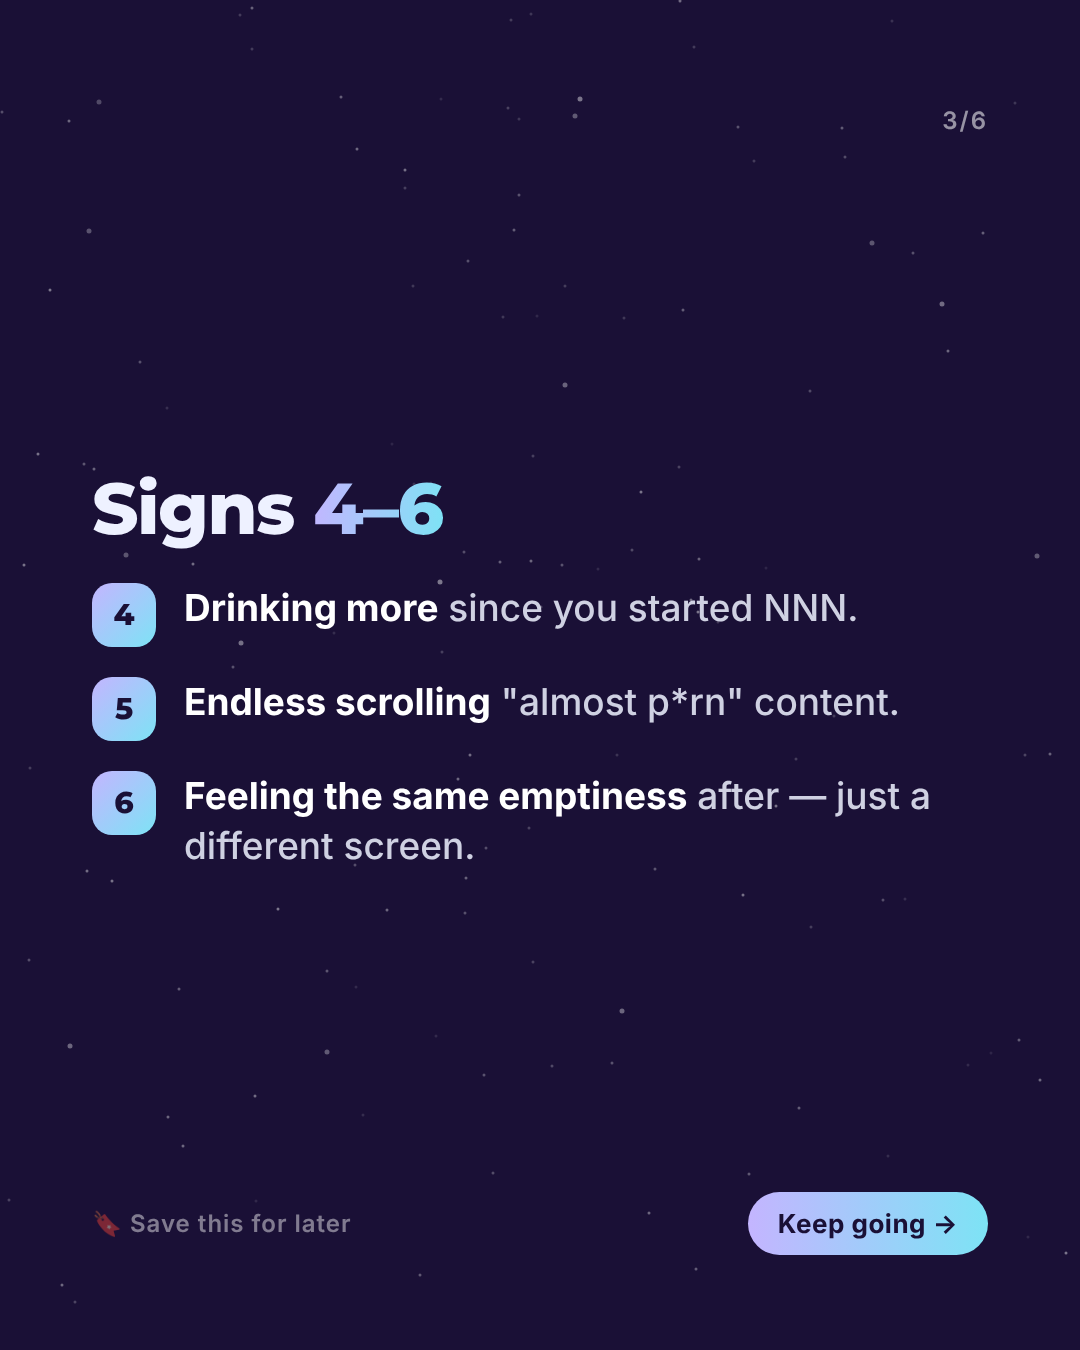 3/6
Signs 4–6
4 Drinking more since you started NNN.
5 Endless scrolling "almost p*rn" content.
6 Feeling the same emptiness after — just a
different screen.
🔖 Save this for later
Keep going →